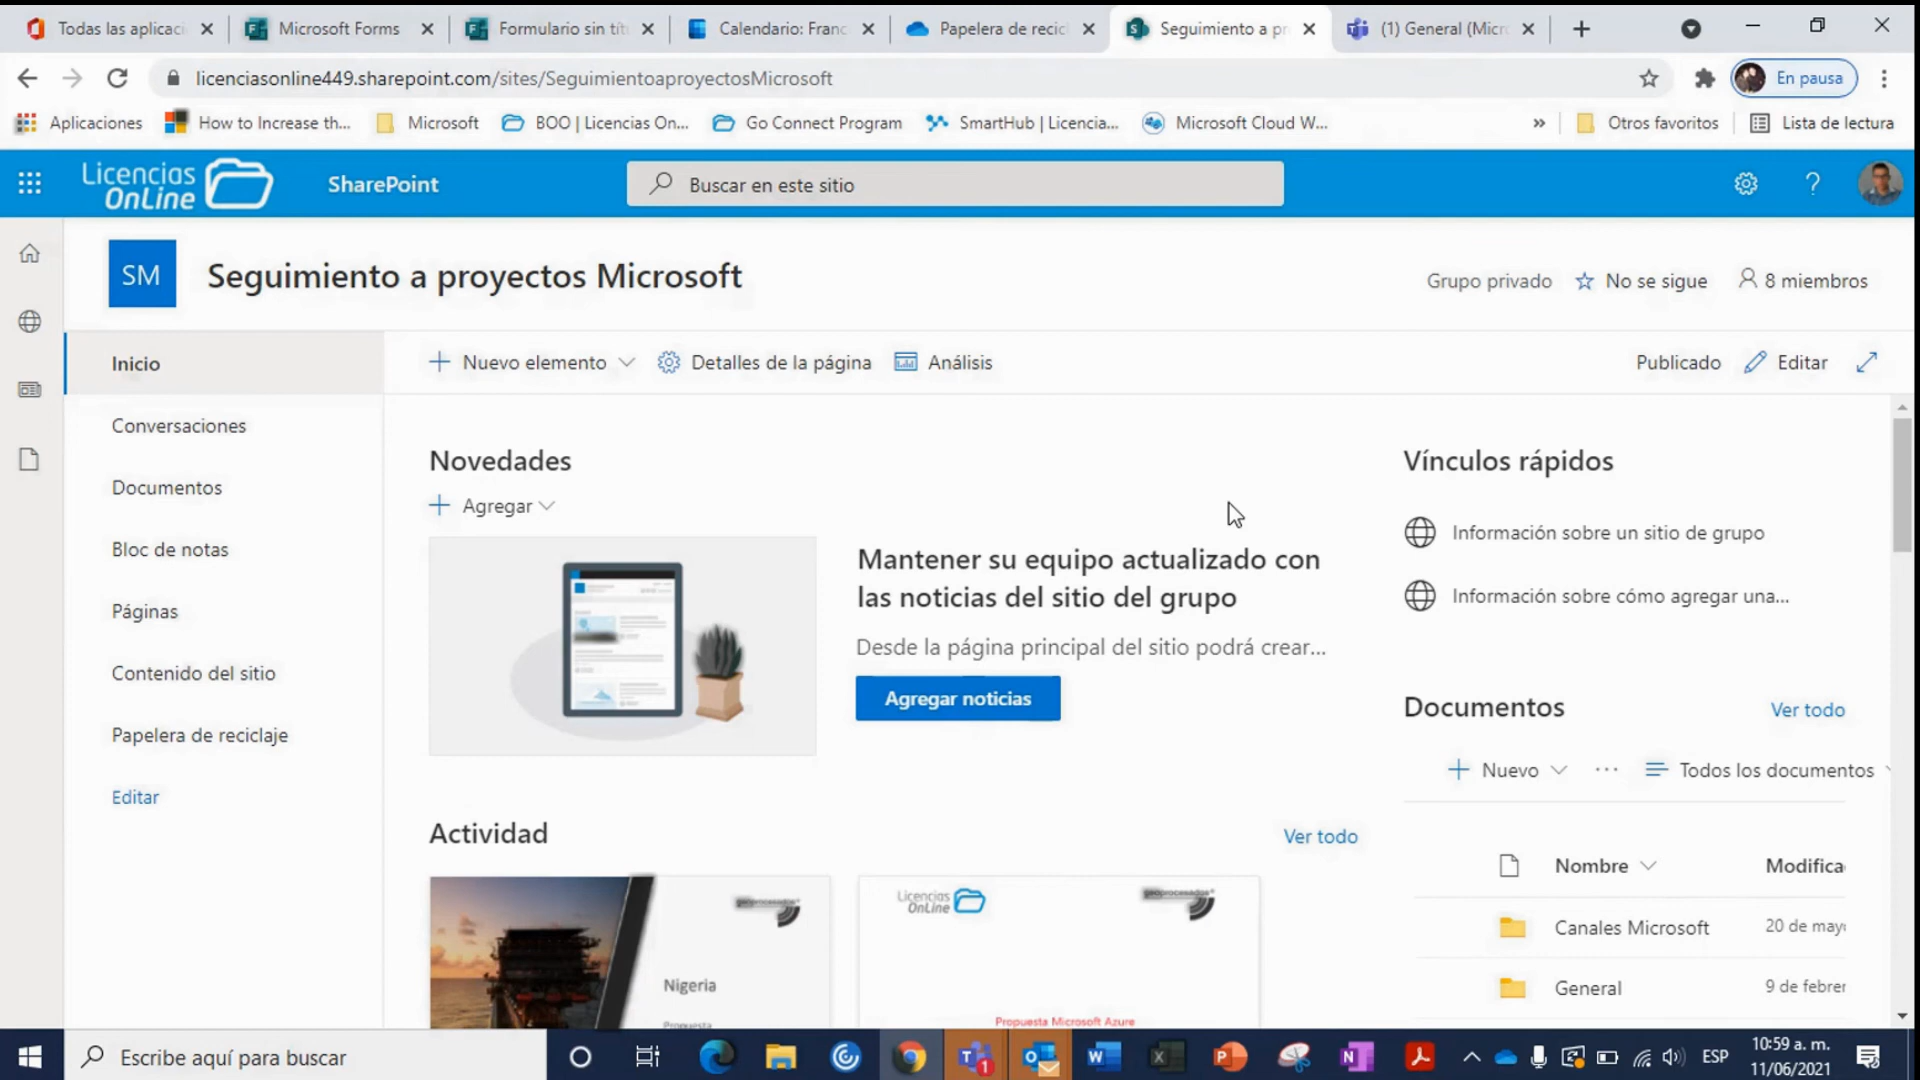 Todas las aplicaci
Microsoft Forms
Formulario sin tít
Calendario: Franc
Papelera de recic
Seguimiento a pr
(1) General (Micr
licenciasonline449.sharepoint.com/sites/SeguimientoaproyectosMicrosoft
En pausa
Aplicaciones
How to Increase th...
Microsoft
BOO | Licencias On...
Go Connect Program
SmartHub | Licencia...
Microsoft Cloud W...
»
Otros favoritos
Lista de lectura
Licencias
OnLine
SharePoint
Buscar en este sitio
?
SM
Seguimiento a proyectos Microsoft
Grupo privado
No se sigue
8 miembros
Inicio
Nuevo elemento
Detalles de la página
Análisis
Publicado
Editar
Conversaciones
Documentos
Bloc de notas
Páginas
Contenido del sitio
Papelera de reciclaje
Editar
Novedades
Agregar
Mantener su equipo actualizado con
las noticias del sitio del grupo
Desde la página principal del sitio podrá crear...
Agregar noticias
Vínculos rápidos
Información sobre un sitio de grupo
Información sobre cómo agregar una...
Documentos
Ver todo
Nuevo
...
Todos los documentos
Nombre
Modifica
Canales Microsoft
20 de may
General
9 de febrer
Actividad
Ver todo
geoprocesados
Nigeria
Propuesta
Licencias
OnLine
geoprocesados
Propuesta Microsoft Azure
Escribe aquí para buscar
1
ESP
10:59 a. m.
11/06/2021